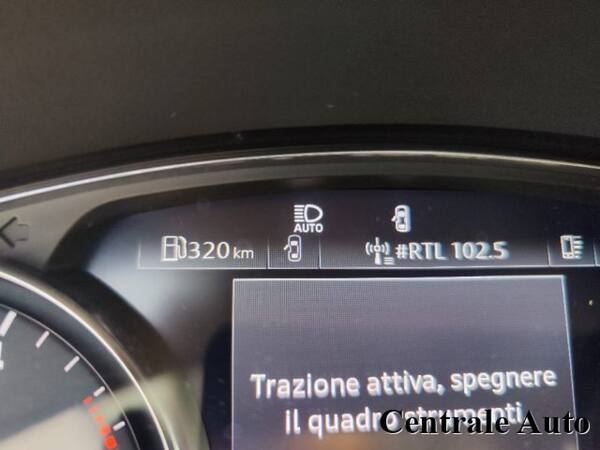 AUTO
320 km
#RTL 102.5
Trazione attiva, spegnere
il quadro strumenti
Centrale Auto